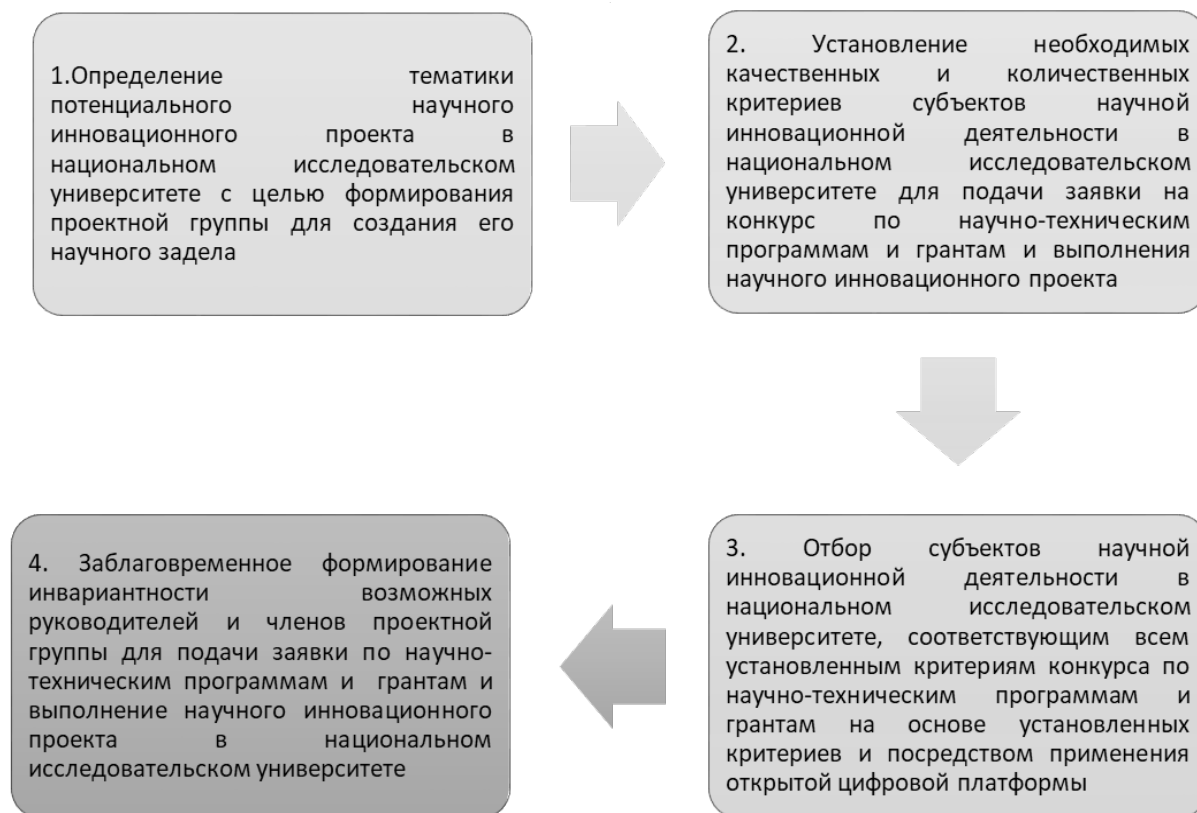 1.Определение тематики
потенциального научного
инновационного проекта в
национальном исследовательском
университете с целью формирования
проектной группы для создания его
научного задела
2. Установление необходимых
качественных и количественных
критериев субъектов научной
инновационной деятельности в
национальном исследовательском
университете для подачи заявки на
конкурс по научно-техническим
программам и грантам и выполнения
научного инновационного проекта
3. Отбор субъектов научной
инновационной деятельности в
национальном исследовательском
университете, соответствующим всем
установленным критериям конкурса по
научно-техническим программам и
грантам на основе установленных
критериев и посредством применения
открытой цифровой платформы
4. Заблаговременное формирование
инвариантности возможных
руководителей и членов проектной
группы для подачи заявки по научно-
техническим программам и грантам и
выполнение научного инновационного
проекта в национальном
исследовательском университете